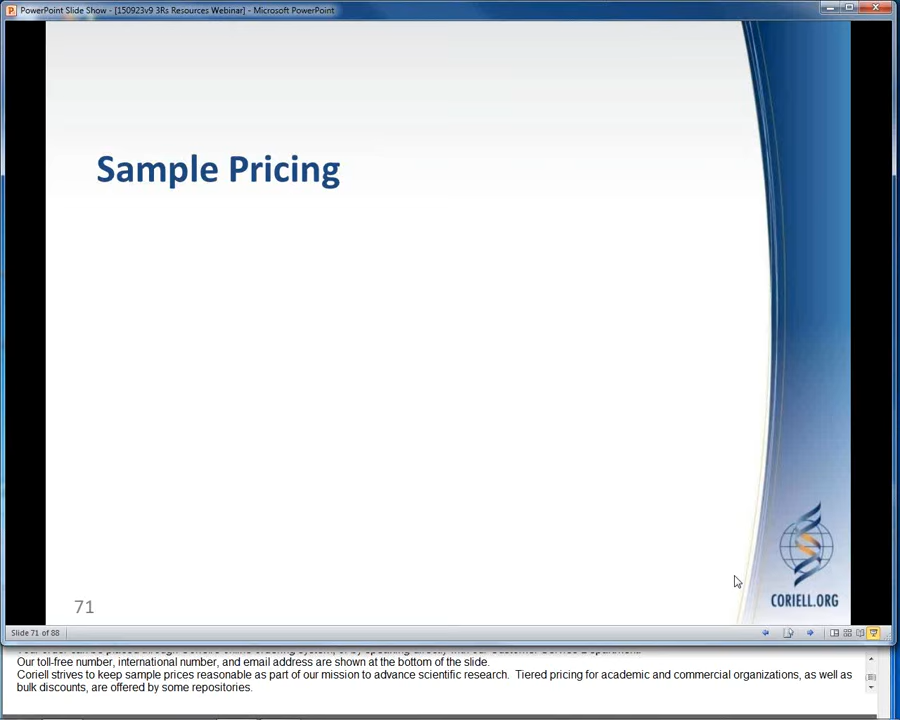 PowerPoint Slide Show - [150923v9 3Rs Resources Webinar] - Microsoft PowerPoint
Sample Pricing
CORIELL.ORG
71
Slide 71 of 88
Our toll-free number, international number, and email address are shown at the bottom of the slide.
Coriell strives to keep sample prices reasonable as part of our mission to advance scientific research.  Tiered pricing for academic and commercial organizations, as well as
bulk discounts, are offered by some repositories.